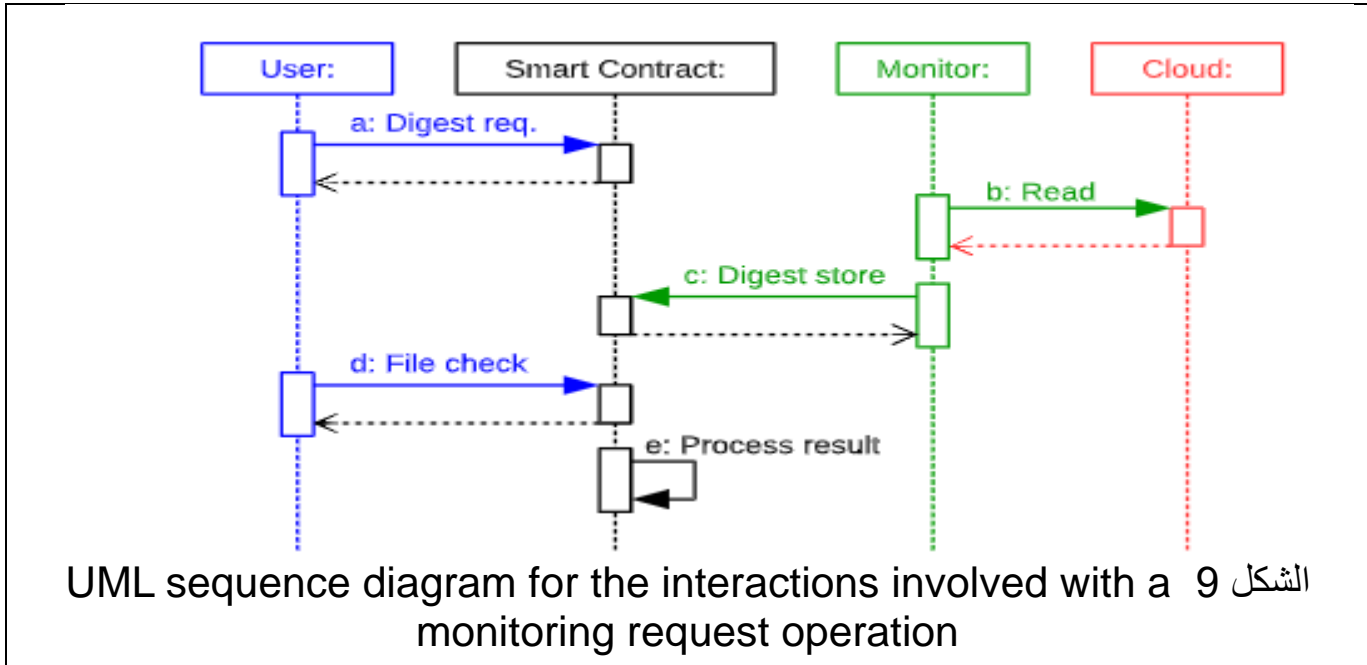 User:
Smart Contract:
Monitor:
Cloud:
a: Digest req.
b: Read
c: Digest store
d: File check
e: Process result
UML sequence diagram for the interactions involved with a 9 الشكل
monitoring request operation